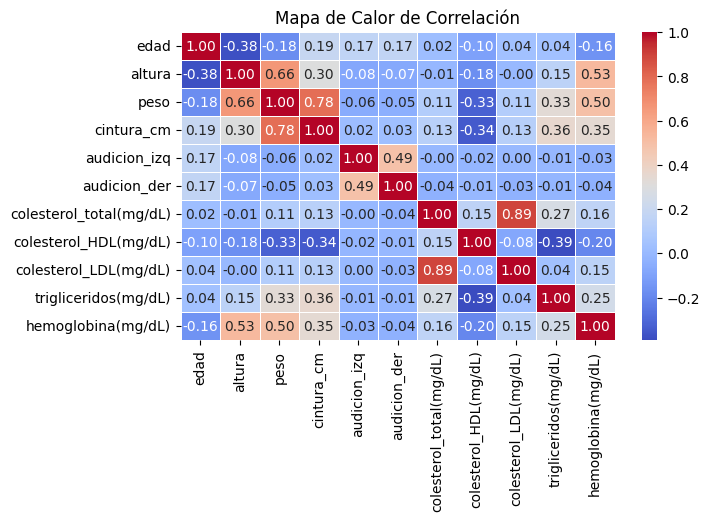 Mapa de Calor de Correlación
edad 1.00 -0.38 -0.18 0.19 0.17 0.17 0.02 -0.10 0.04 0.04 -0.16
altura -0.38 1.00 0.66 0.30 -0.08 -0.07 -0.01 -0.18 -0.00 0.15 0.53
peso -0.18 0.66 1.00 0.78 -0.06 -0.05 0.11 -0.33 0.11 0.33 0.50
cintura_cm 0.19 0.30 0.78 1.00 0.02 0.03 0.13 -0.34 0.13 0.36 0.35
audicion_izq 0.17 -0.08 -0.06 0.02 1.00 0.49 -0.00 -0.02 0.00 -0.01 -0.03
audicion_der 0.17 -0.07 -0.05 0.03 0.49 1.00 -0.04 -0.01 -0.03 -0.01 -0.04
colesterol_total(mg/dL) 0.02 -0.01 0.11 0.13 -0.00 -0.04 1.00 0.15 0.89 0.27 0.16
colesterol_HDL(mg/dL) -0.10 -0.18 -0.33 -0.34 -0.02 -0.01 0.15 1.00 -0.08 -0.39 -0.20
colesterol_LDL(mg/dL) 0.04 -0.00 0.11 0.13 0.00 -0.03 0.89 -0.08 1.00 0.04 0.15
trigliceridos(mg/dL) 0.04 0.15 0.33 0.36 -0.01 -0.01 0.27 -0.39 0.04 1.00 0.25
hemoglobina(mg/dL) -0.16 0.53 0.50 0.35 -0.03 -0.04 0.16 -0.20 0.15 0.25 1.00
edad
altura
peso
cintura_cm
audicion_izq
audicion_der
colesterol_total(mg/dL)
colesterol_HDL(mg/dL)
colesterol_LDL(mg/dL)
trigliceridos(mg/dL)
hemoglobina(mg/dL)
1.0
0.8
0.6
0.4
0.2
0.0
−0.2